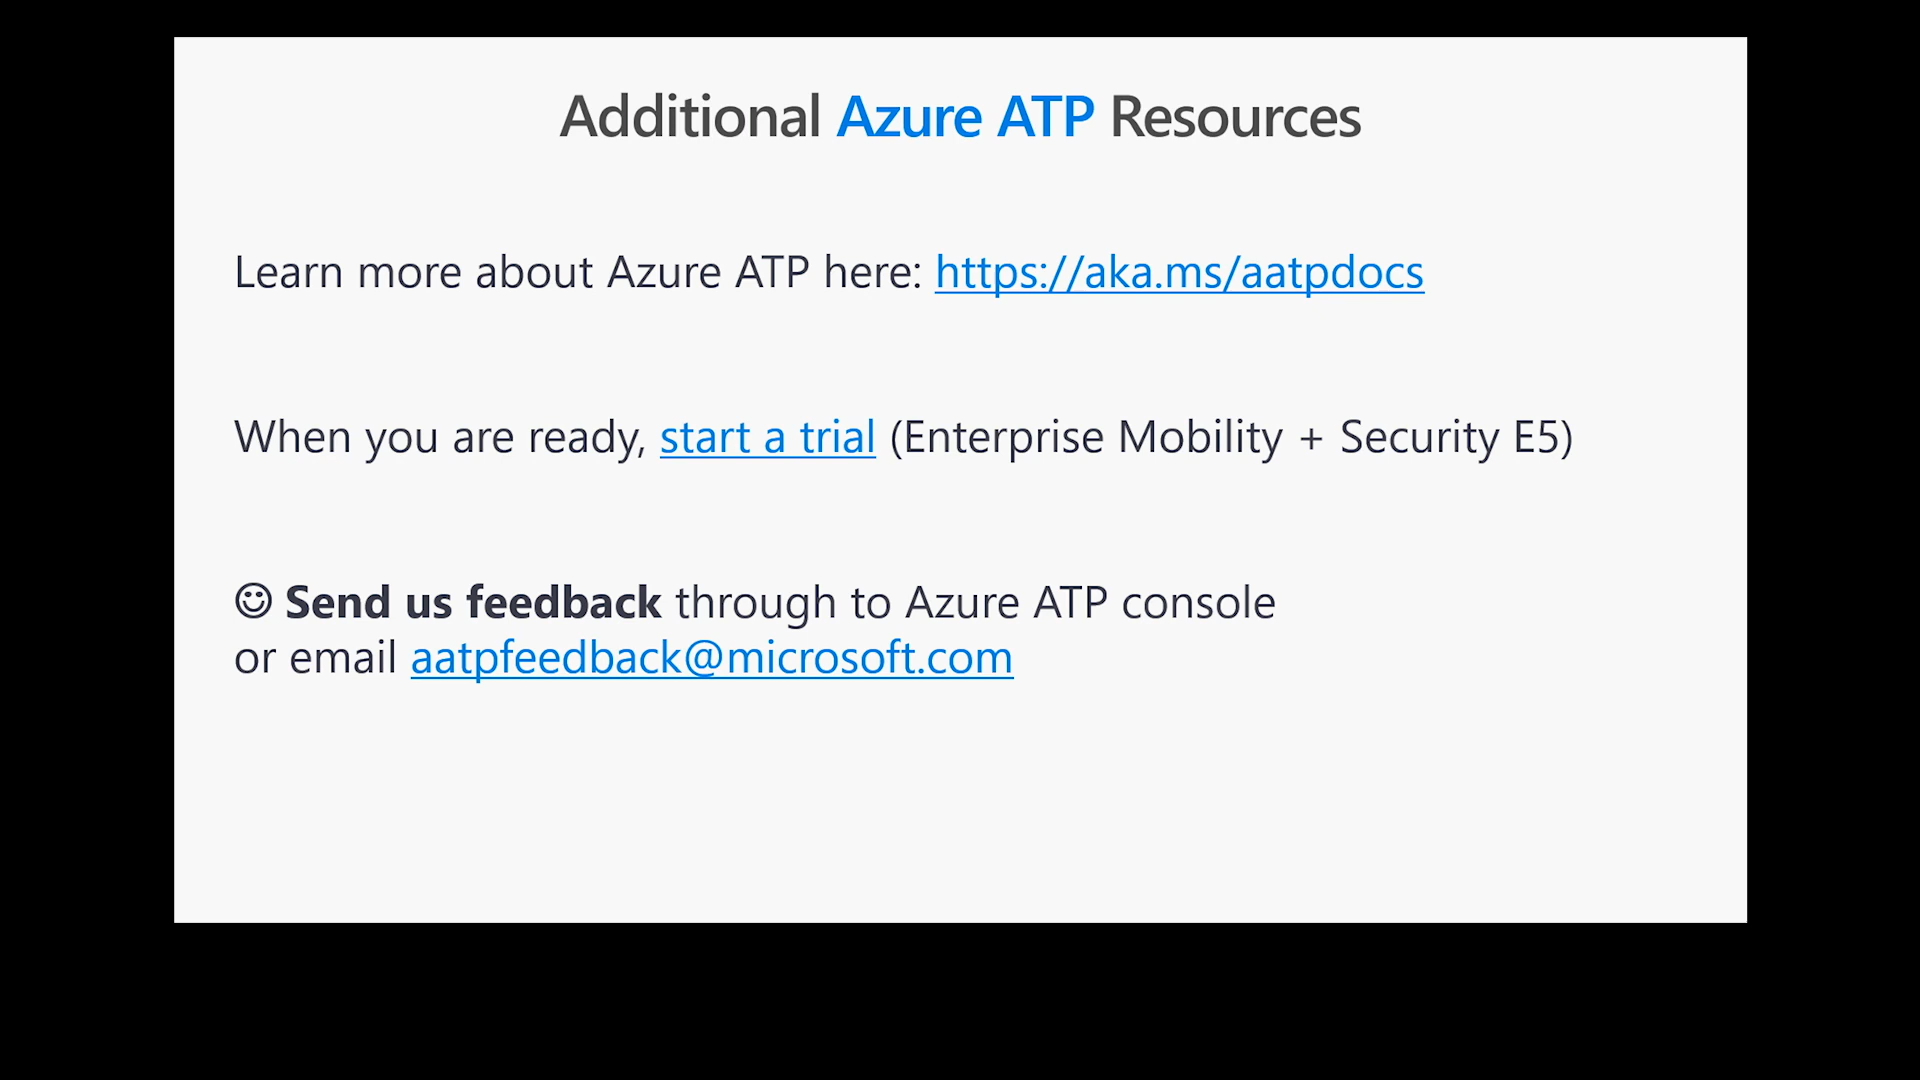 Additional Azure ATP Resources
Learn more about Azure ATP here: https://aka.ms/aatpdocs
When you are ready, start a trial (Enterprise Mobility + Security E5)
☺ Send us feedback through to Azure ATP console
or email aatpfeedback@microsoft.com